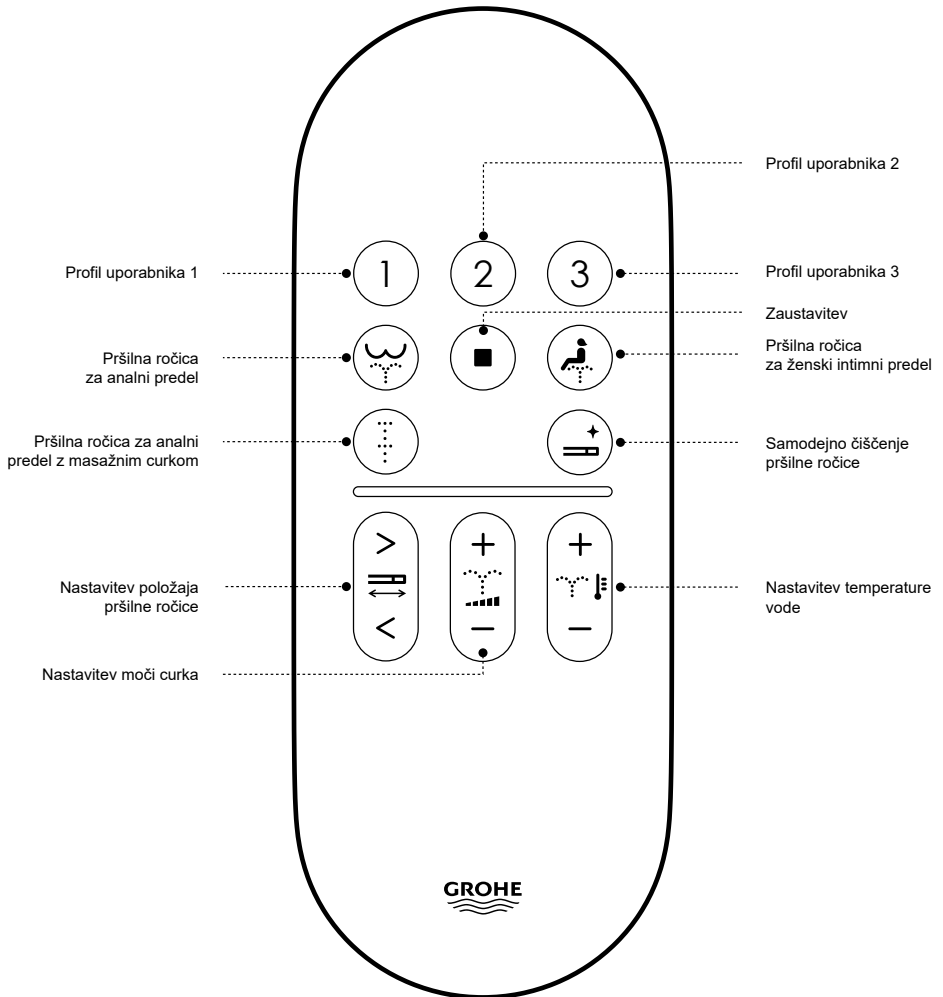 Profil uporabnika 2
Profil uporabnika 1
1
2
3
Profil uporabnika 3
Zaustavitev
Pršilna ročica
za analni predel
Pršilna ročica
za ženski intimni predel
Pršilna ročica za analni
predel z masažnim curkom
Samodejno čiščenje
pršilne ročice
>
+
+
Nastavitev položaja
pršilne ročice
Nastavitev temperature
vode
<
—
—
Nastavitev moči curka
GROHE